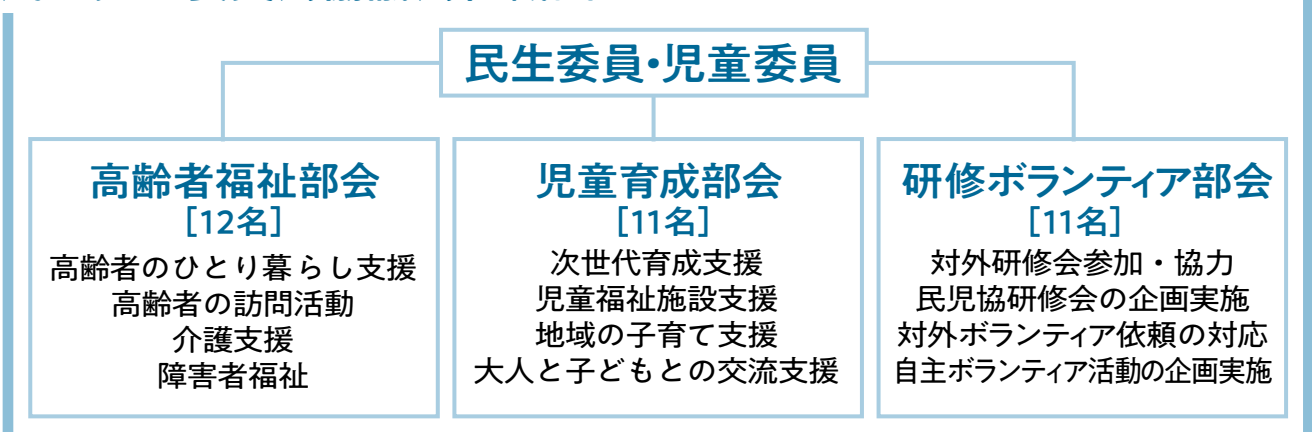 民生委員・児童委員
高齢者福祉部会
［12名］
高齢者のひとり暮らし支援
高齢者の訪問活動
介護支援
障害者福祉
児童育成部会
［11名］
次世代育成支援
児童福祉施設支援
地域の子育て支援
大人と子どもとの交流支援
研修ボランティア部会
［11名］
対外研修会参加・協力
民児協研修会の企画実施
対外ボランティア依頼の対応
自主ボランティア活動の企画実施